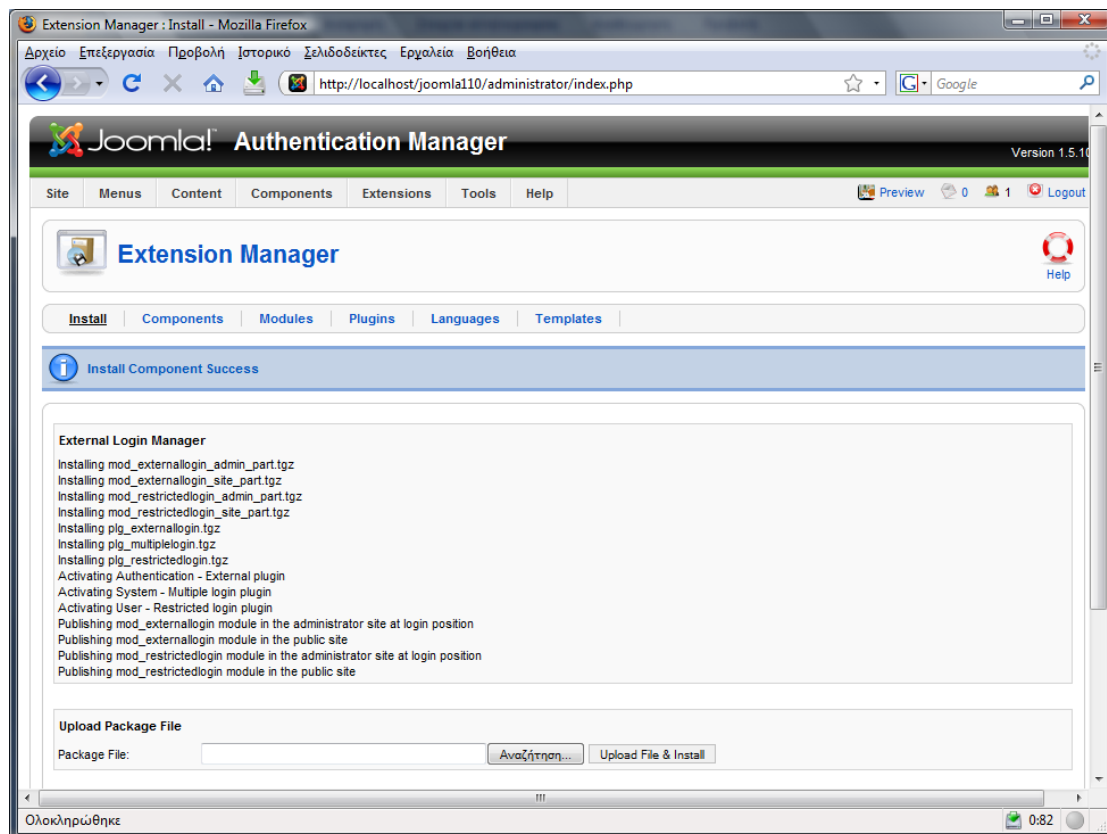 Extension Manager : Install - Mozilla Firefox
Αρχείο Επεξεργασία Προβολή Ιστορικό Σελιδοδείκτες Εργαλεία Βοήθεια
http://localhost/joomla110/administrator/index.php G Google
Joomla! Authentication Manager
Version 1.5.10
Site Menus Content Components Extensions Tools Help Preview 0 1 Logout
Extension Manager
Help
Install Components Modules Plugins Languages Templates
Install Component Success
External Login Manager
Installing mod_externallogin_admin_part.tgz
Installing mod_externallogin_site_part.tgz
Installing mod_restrictedlogin_admin_part.tgz
Installing mod_restrictedlogin_site_part.tgz
Installing plg_externallogin.tgz
Installing plg_multiplelogin.tgz
Installing plg_restrictedlogin.tgz
Activating Authentication - External plugin
Activating System - Multiple login plugin
Activating User - Restricted login plugin
Publishing mod_externallogin module in the administrator site at login position
Publishing mod_externallogin module in the public site
Publishing mod_restrictedlogin module in the administrator site at login position
Publishing mod_restrictedlogin module in the public site
Upload Package File
Package File: Αναζήτηση... Upload File & Install
Ολοκληρώθηκε 0:82